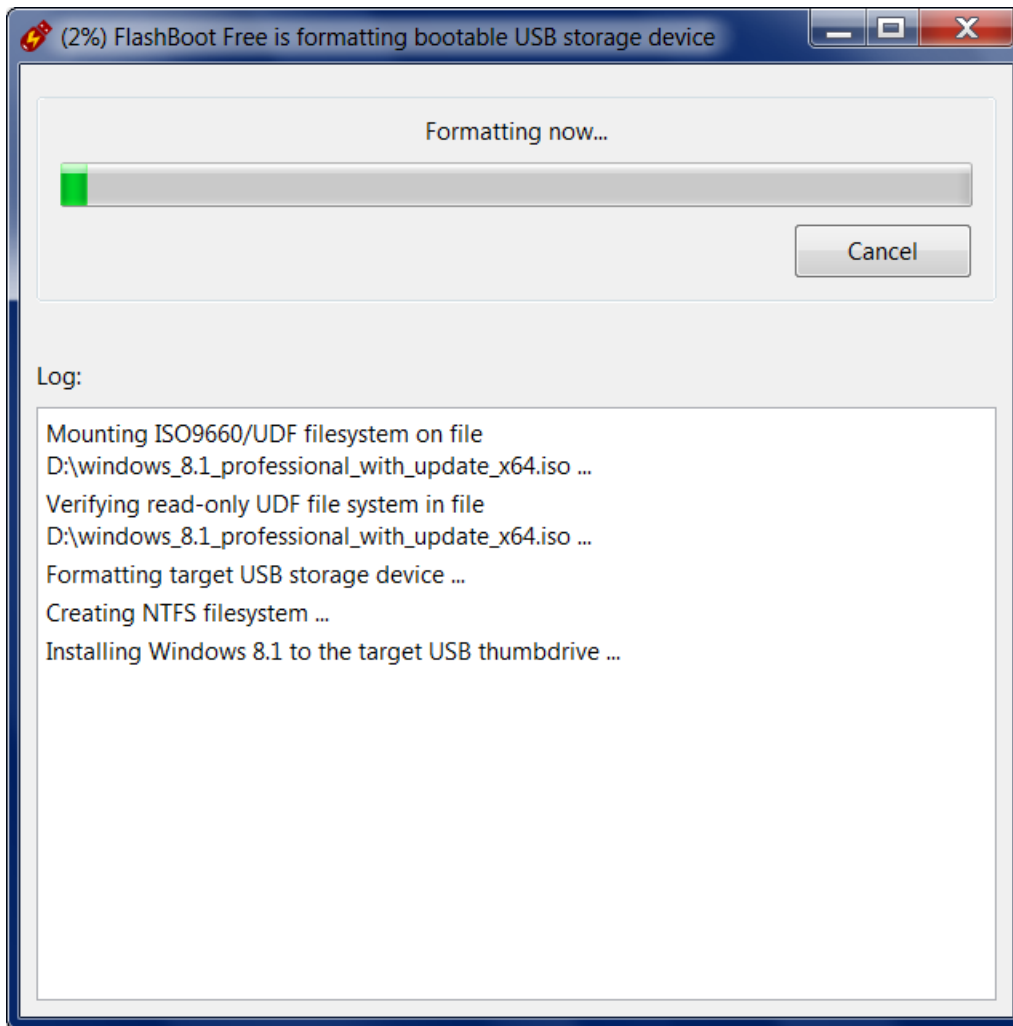 (2%) FlashBoot Free is formatting bootable USB storage device
Formatting now...
Cancel
Log:
Mounting ISO9660/UDF filesystem on file
D:\windows_8.1_professional_with_update_x64.iso ...
Verifying read-only UDF file system in file
D:\windows_8.1_professional_with_update_x64.iso ...
Formatting target USB storage device ...
Creating NTFS filesystem ...
Installing Windows 8.1 to the target USB thumbdrive ...